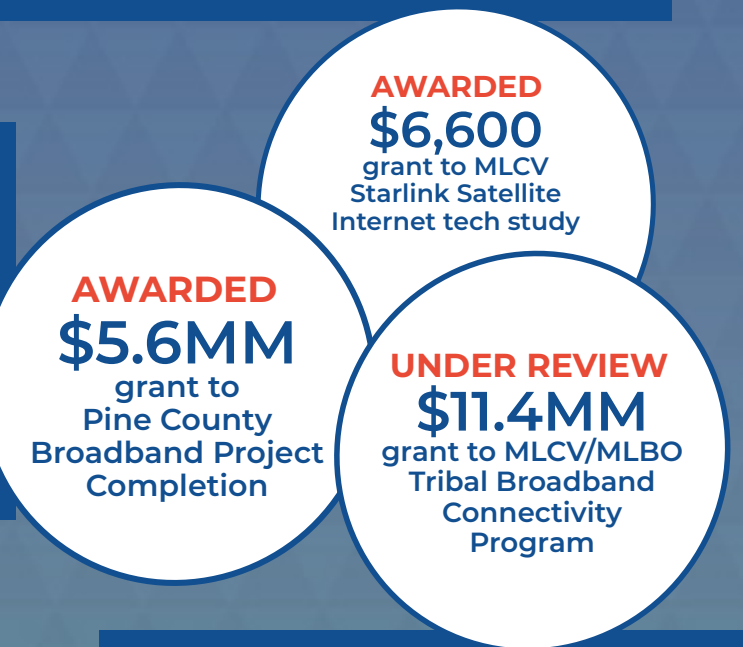 AWARDED
$6,600
grant to MLCV
Starlink Satellite
Internet tech study
AWARDED
$5.6MM
grant to
Pine County
Broadband Project
Completion
UNDER REVIEW
$11.4MM
grant to MLCV/MLBO
Tribal Broadband
Connectivity
Program